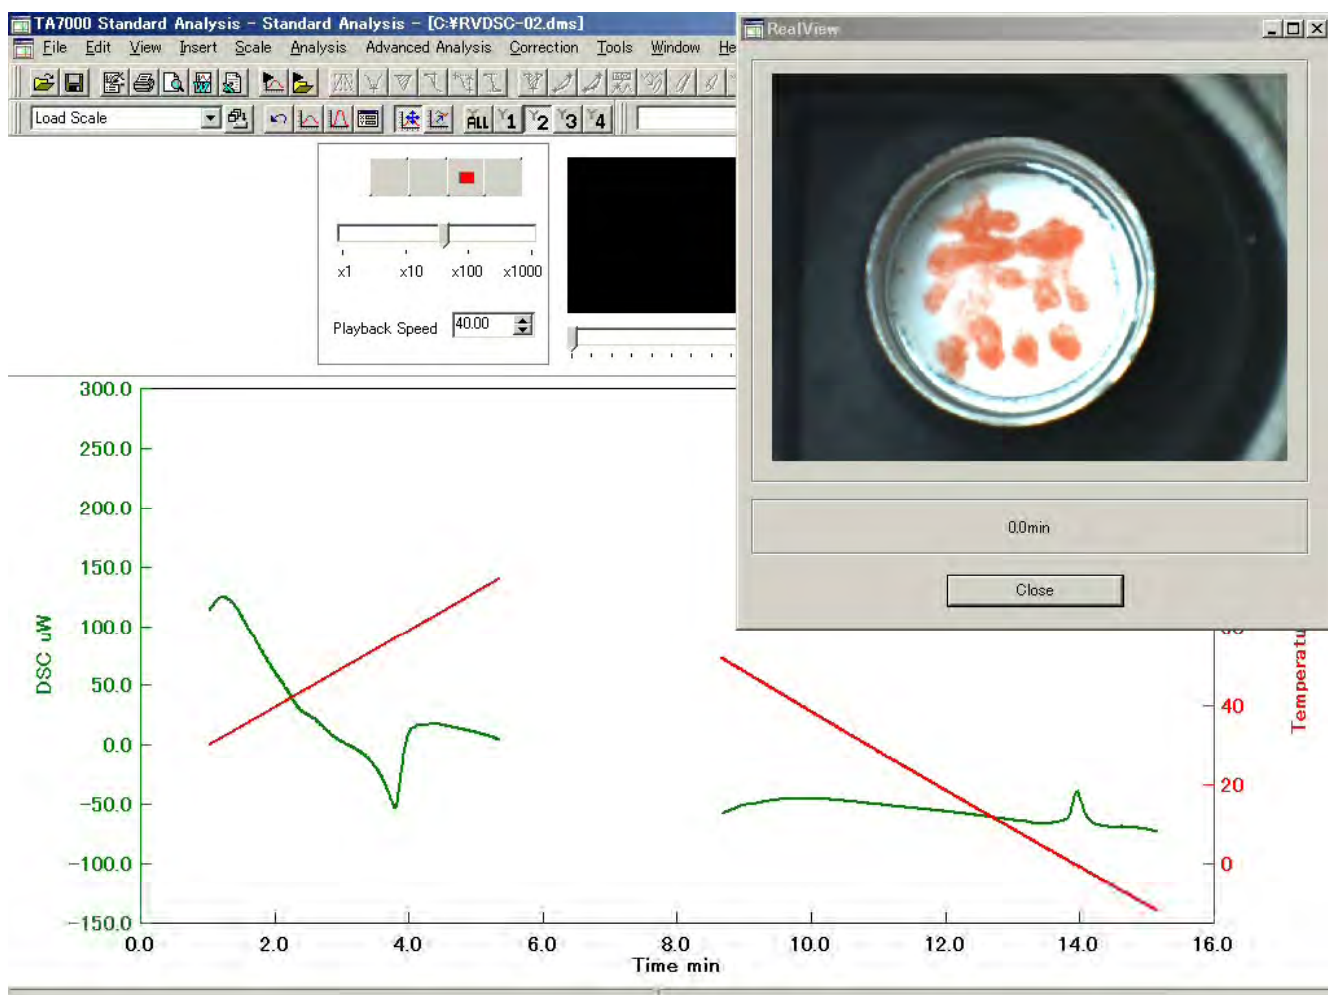 TA7000 Standard Analysis - Standard Analysis - [C:¥RVDSC-02.dms]
File Edit View Insert Scale Analysis Advanced Analysis Correction Tools Window He
Load Scale
ALL Y1 Y2 Y3 Y4
x1 x10 x100 x1000
Playback Speed 40.00
RealView
0.0min
Close
300.0
250.0
200.0
150.0
100.0
50.0
0.0
-50.0
-100.0
-150.0
DSC uW
0.0 2.0 4.0 6.0 8.0 10.0 12.0 14.0 16.0
Time min
40
20
0
Temperatu